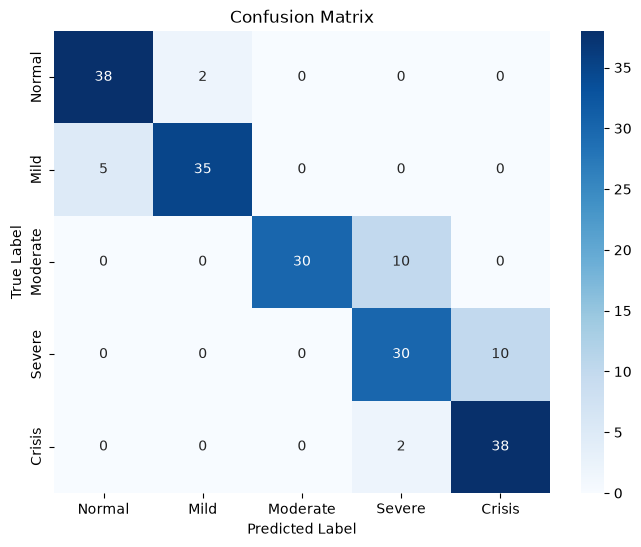 Confusion Matrix
True Label
Normal 38 2 0 0 0
Mild 5 35 0 0 0
Moderate 0 0 30 10 0
Severe 0 0 0 30 10
Crisis 0 0 0 2 38
Normal Mild Moderate Severe Crisis
Predicted Label
35
30
25
20
15
10
5
0